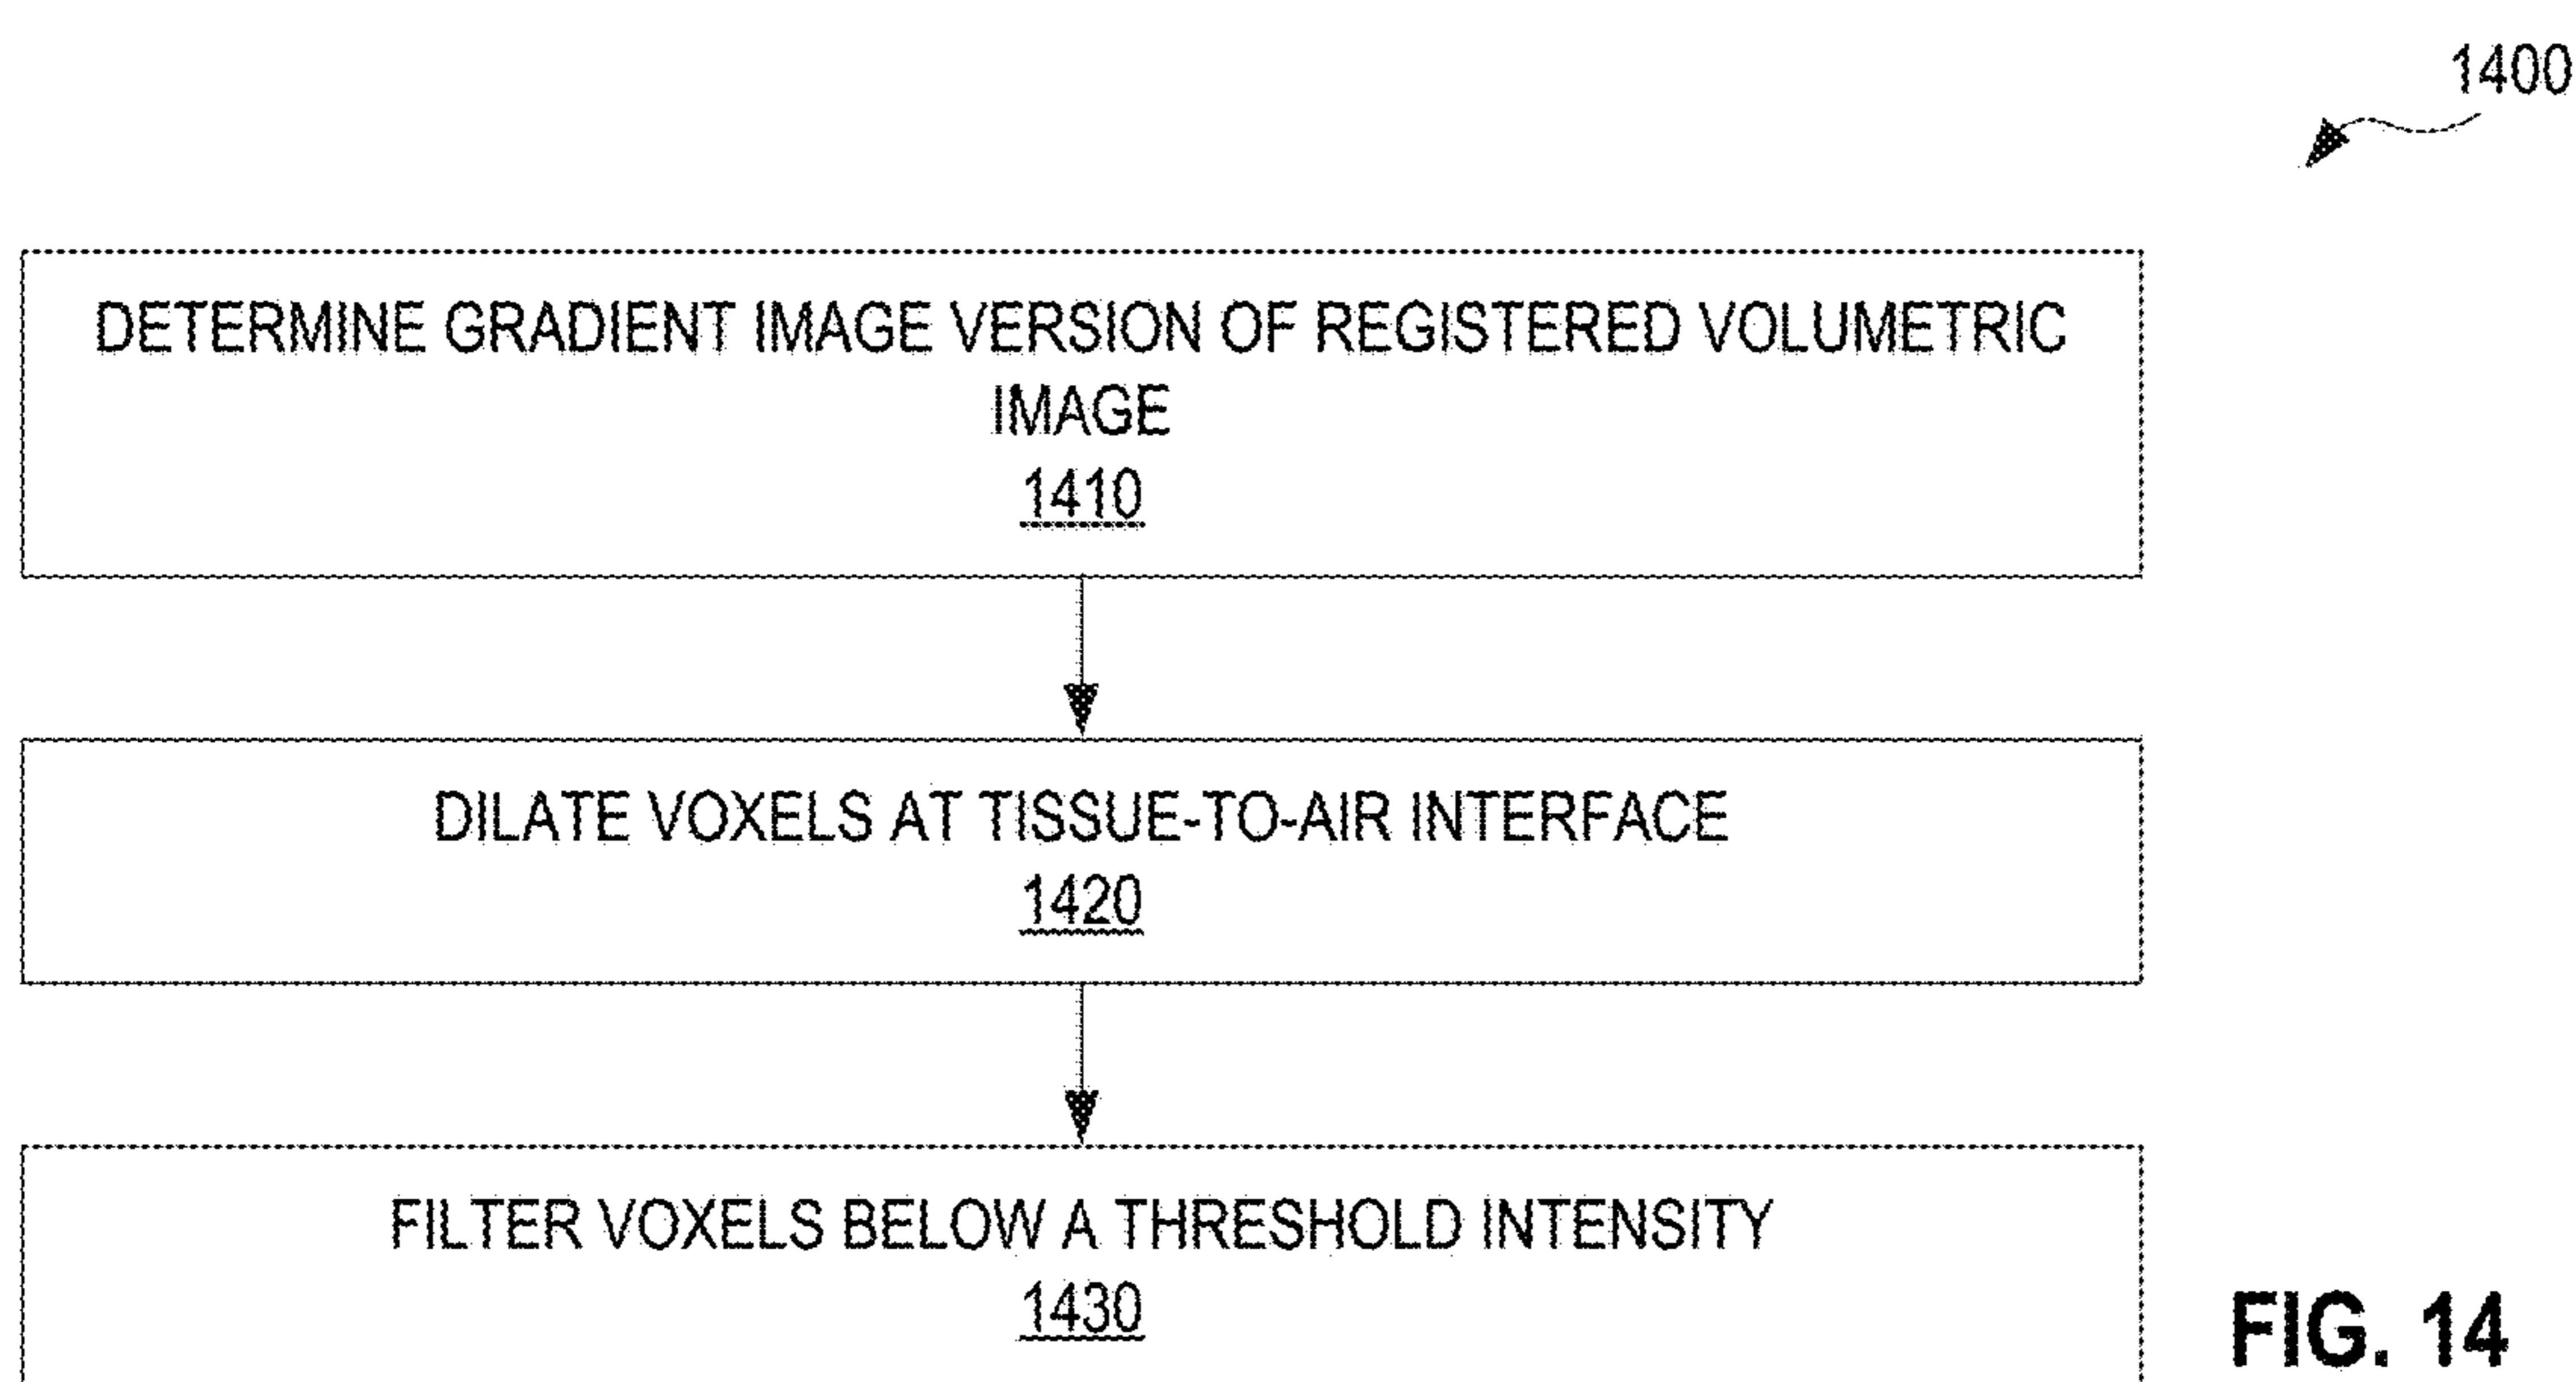 1400
DETERMINE GRADIENT IMAGE VERSION OF REGISTERED VOLUMETRIC
IMAGE
1410
DILATE VOXELS AT TISSUE-TO-AIR INTERFACE
1420
FILTER VOXELS BELOW A THRESHOLD INTENSITY
1430
FIG. 14